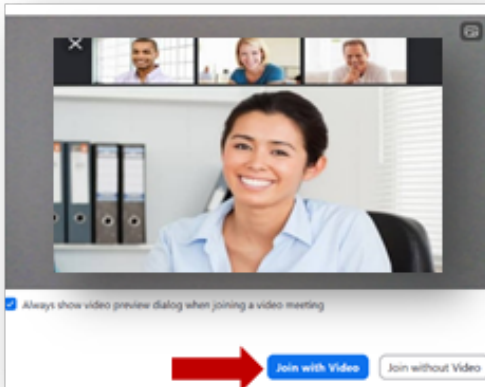 Always show video preview dialog when joining a video meeting
Join with Video
Join without Video